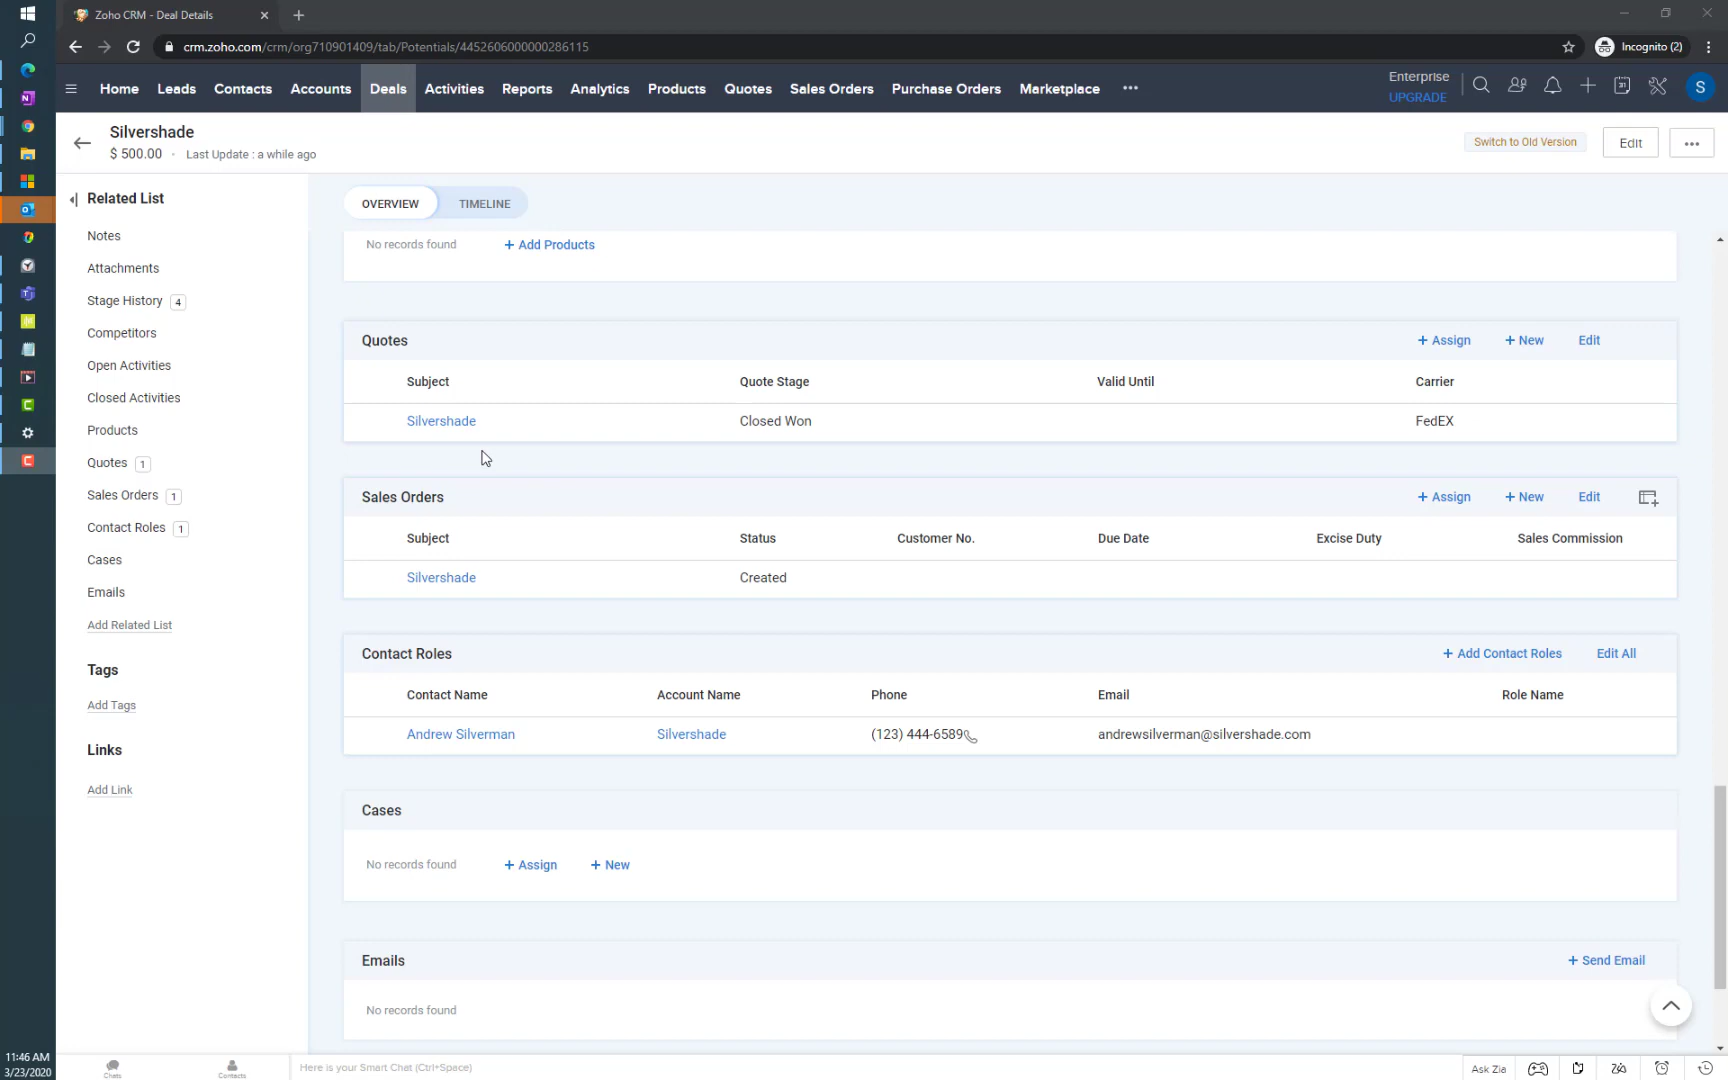 Zoho CRM - Deal Details
crm.zoho.com/crm/org710901409/tab/Potentials/4452606000000286115
Incognito (2)
Home Leads Contacts Accounts Deals Activities Reports Analytics Products Quotes Sales Orders Purchase Orders Marketplace
Enterprise
UPGRADE
S
Silvershade
$ 500.00 · Last Update : a while ago
Switch to Old Version
Edit
Related List
Notes
Attachments
Stage History 4
Competitors
Open Activities
Closed Activities
Products
Quotes 1
Sales Orders 1
Contact Roles 1
Cases
Emails
Add Related List
Tags
Add Tags
Links
Add Link
OVERVIEW TIMELINE
No records found + Add Products
Quotes + Assign + New Edit
Subject Quote Stage Valid Until Carrier
Silvershade Closed Won FedEX
Sales Orders + Assign + New Edit
Subject Status Customer No. Due Date Excise Duty Sales Commission
Silvershade Created
Contact Roles + Add Contact Roles Edit All
Contact Name Account Name Phone Email Role Name
Andrew Silverman Silvershade (123) 444-6589 andrewsilverman@silvershade.com
Cases
No records found + Assign + New
Emails + Send Email
No records found
Chats Contacts Here is your Smart Chat (Ctrl+Space) Ask Zia
11:46 AM
3/23/2020